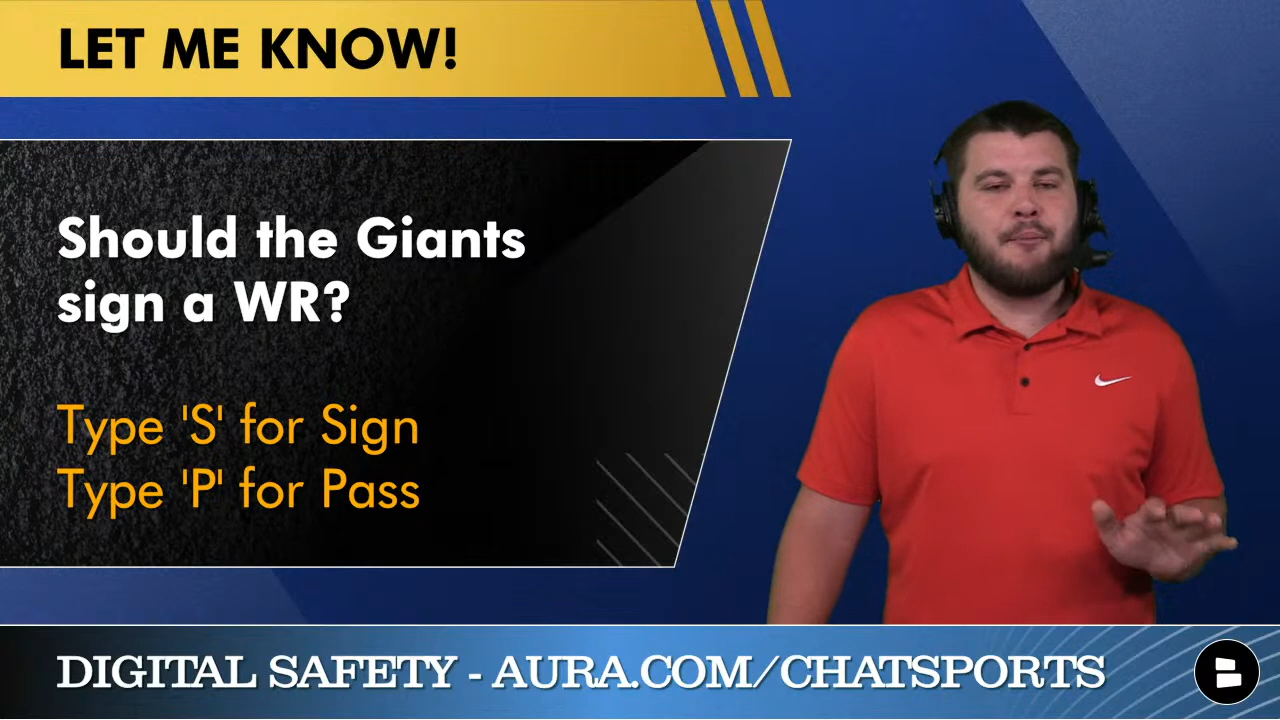 LET ME KNOW!
Should the Giants
sign a WR?
Type 'S' for Sign
Type 'P' for Pass
DIGITAL SAFETY - AURA.COM/CHATSPORTS